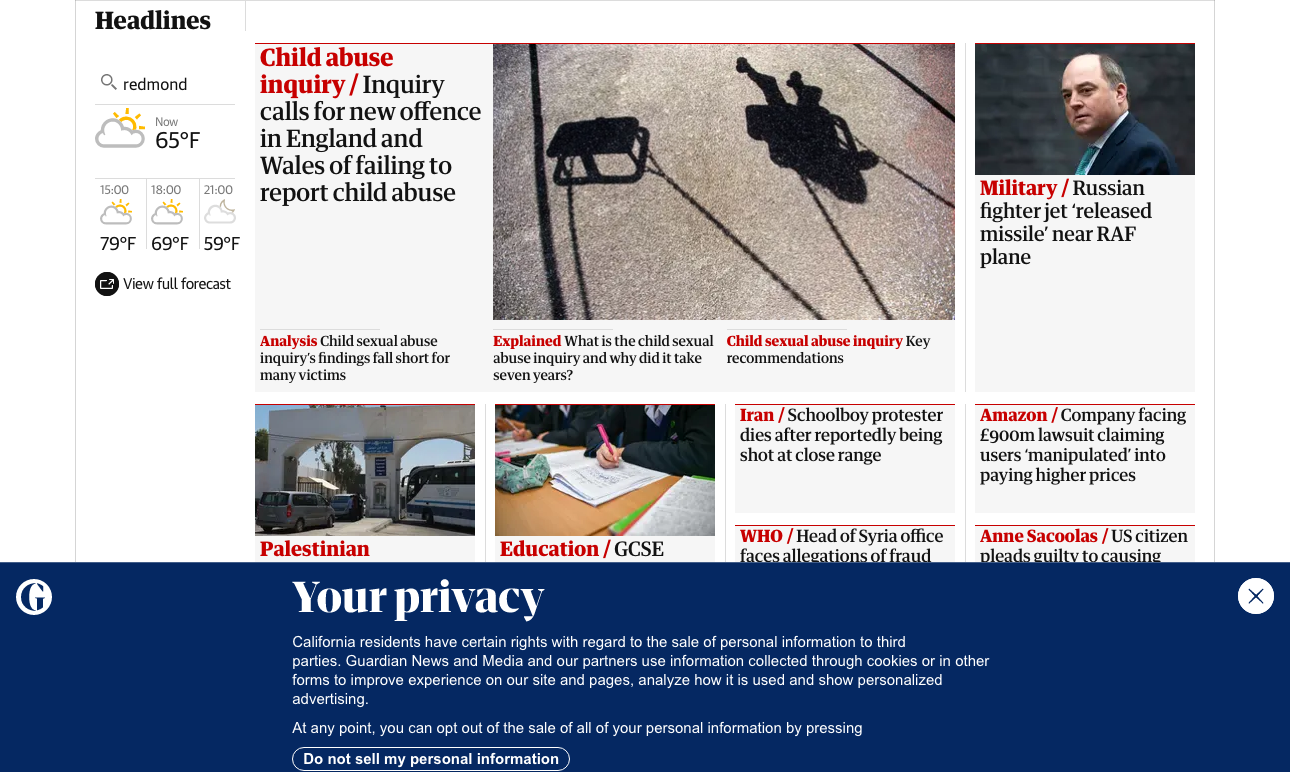 Headlines
redmond
Now
65°F
15:00
18:00
21:00
79°F
69°F
59°F
View full forecast
Child abuse
inquiry / Inquiry
calls for new offence
in England and
Wales of failing to
report child abuse
Analysis Child sexual abuse
inquiry’s findings fall short for
many victims
Explained What is the child sexual
abuse inquiry and why did it take
seven years?
Child sexual abuse inquiry Key
recommendations
Military / Russian
fighter jet ‘released
missile’ near RAF
plane
Palestinian
Education / GCSE
Iran / Schoolboy protester
dies after reportedly being
shot at close range
WHO / Head of Syria office
faces allegations of fraud
Amazon / Company facing
£900m lawsuit claiming
users ‘manipulated’ into
paying higher prices
Anne Sacoolas / US citizen
pleads guilty to causing
G
Your privacy
California residents have certain rights with regard to the sale of personal information to third
parties. Guardian News and Media and our partners use information collected through cookies or in other
forms to improve experience on our site and pages, analyze how it is used and show personalized
advertising.
At any point, you can opt out of the sale of all of your personal information by pressing
Do not sell my personal information